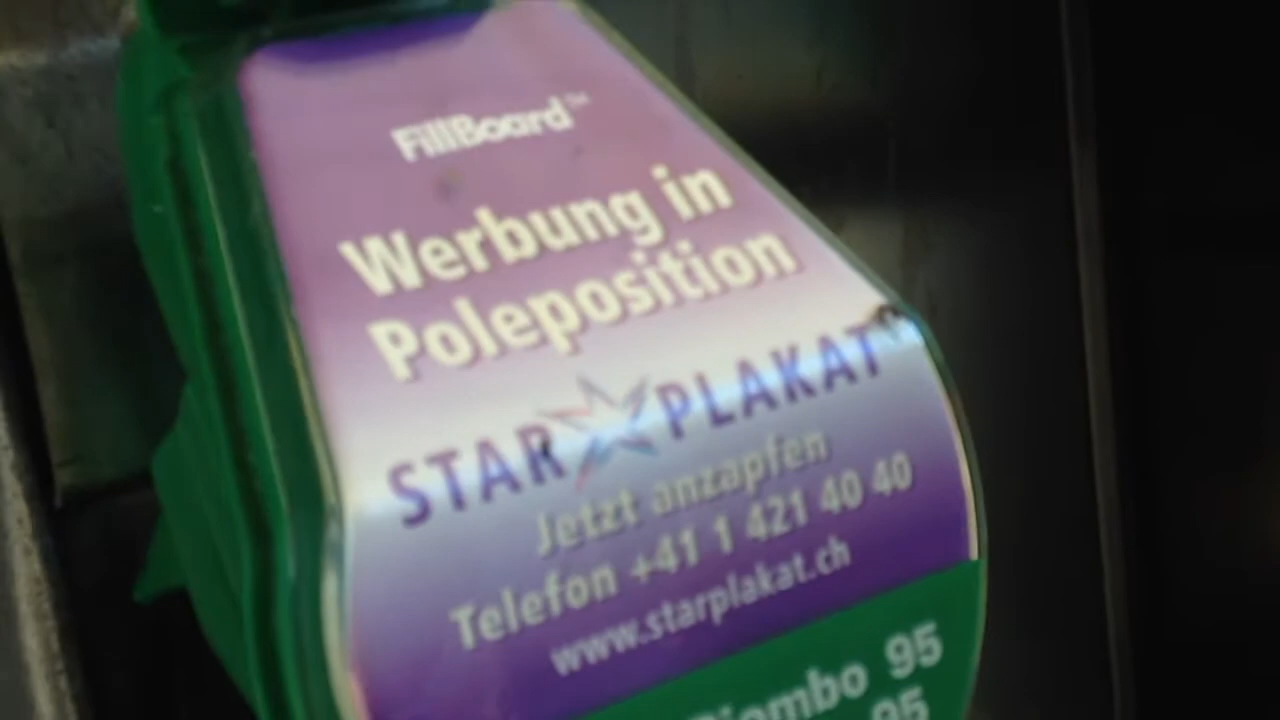 FillBoard™
Werbung in
Poleposition
STAR PLAKAT®
Jetzt anzapfen
Telefon +41 1 421 40 40
www.starplakat.ch
Piombo 95
95